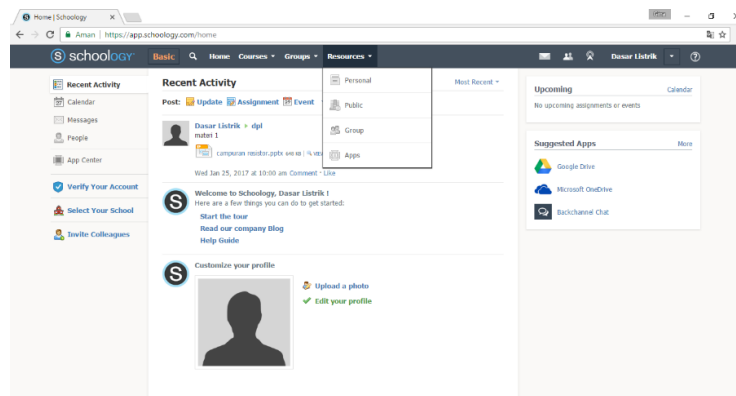 Home | Schoology
Aman | https://app.schoology.com/home
S schoology Basic Home Courses Groups Resources Dasar Listrik
Recent Activity
Calendar
Messages
People
App Center
Verify Your Account
Select Your School
Invite Colleagues
Recent Activity Most Recent
Post: Update Assignment Event
Personal
Public
Group
Apps
Dasar Listrik ▸ dpl
materi 1
campuran resistor.pptx
Wed Jan 25, 2017 at 10:00 am Comment · Like
Welcome to Schoology, Dasar Listrik !
Here are a few things you can do to get started:
Start the tour
Read our company Blog
Help Guide
Customize your profile
Upload a photo
Edit your profile
Upcoming Calendar
No upcoming assignments or events
Suggested Apps More
Google Drive
Microsoft OneDrive
Backchannel Chat